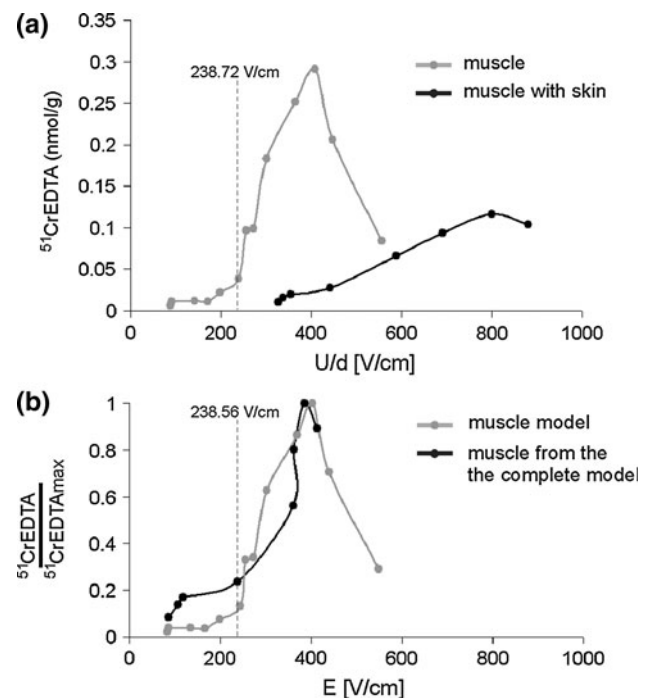 (a)
0.35
0.3
0.25
0.2
0.15
0.1
0.05
0
⁵¹CrEDTA (nmol/g)
238.72 V/cm
muscle
muscle with skin
0 200 400 600 800 1000
U/d [V/cm]
(b)
1
0.8
0.6
0.4
0.2
0
⁵¹CrEDTA
⁵¹CrEDTAmax
238.56 V/cm
muscle model
muscle from the
the complete model
0 200 400 600 800 1000
E [V/cm]